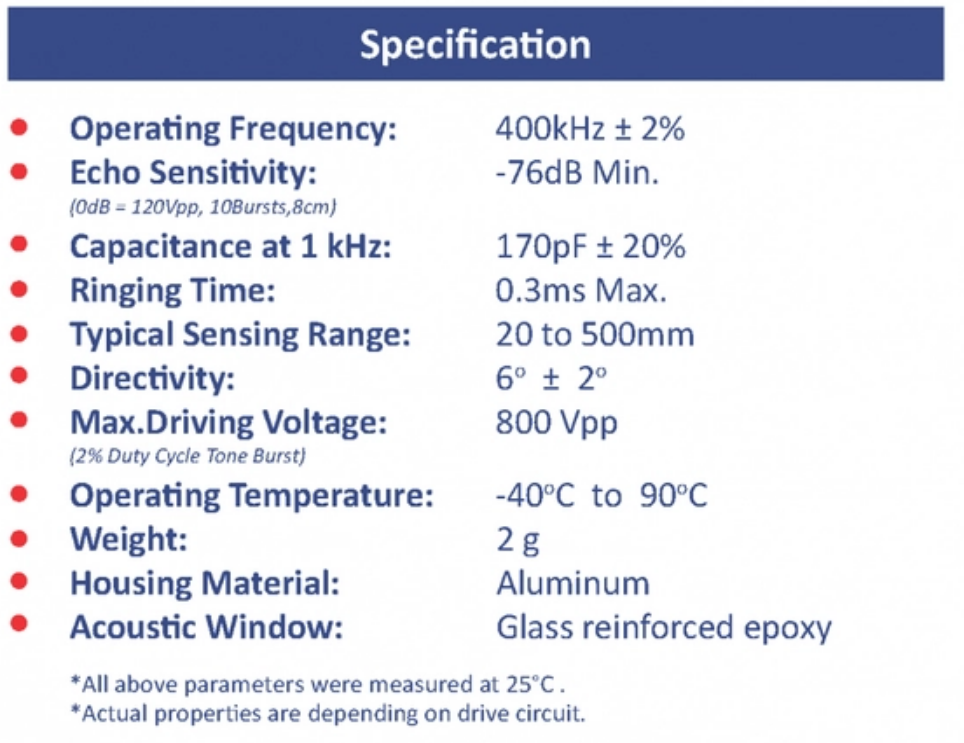 Specification
Operating Frequency: 400kHz ± 2%
Echo Sensitivity: -76dB Min.
(0dB = 120Vpp, 10Bursts,8cm)
Capacitance at 1 kHz: 170pF ± 20%
Ringing Time: 0.3ms Max.
Typical Sensing Range: 20 to 500mm
Directivity: 6° ± 2°
Max.Driving Voltage: 800 Vpp
(2% Duty Cycle Tone Burst)
Operating Temperature: -40°C to 90°C
Weight: 2 g
Housing Material: Aluminum
Acoustic Window: Glass reinforced epoxy
*All above parameters were measured at 25°C .
*Actual properties are depending on drive circuit.